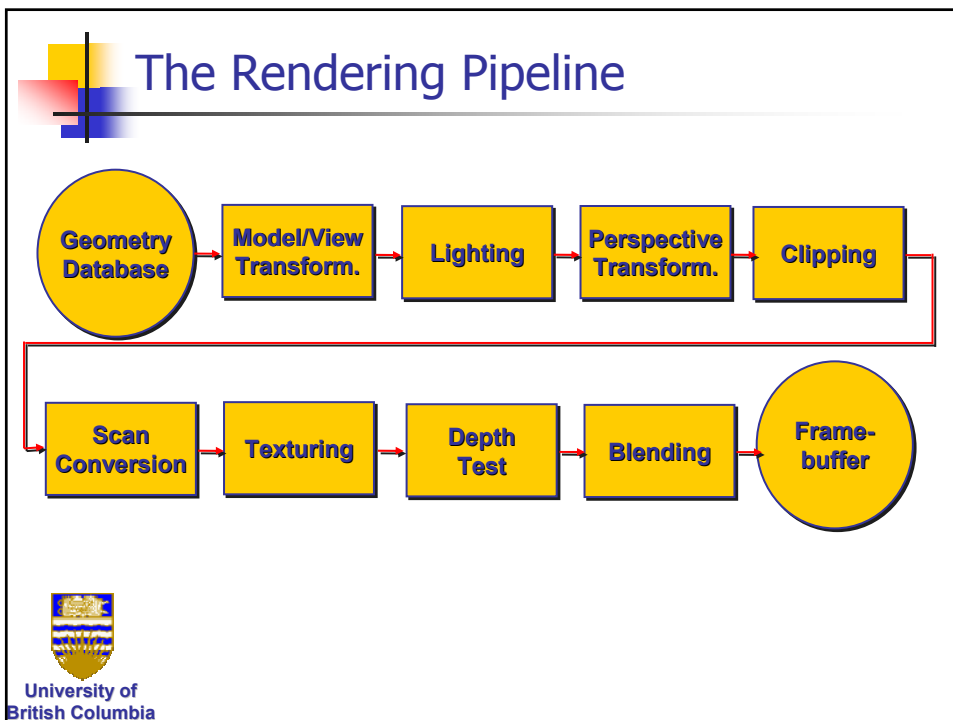 The Rendering Pipeline
Geometry
Database
Model/View
Transform.
Lighting
Perspective
Transform.
Clipping
Scan
Conversion
Texturing
Depth
Test
Blending
Frame-
buffer
University of
British Columbia